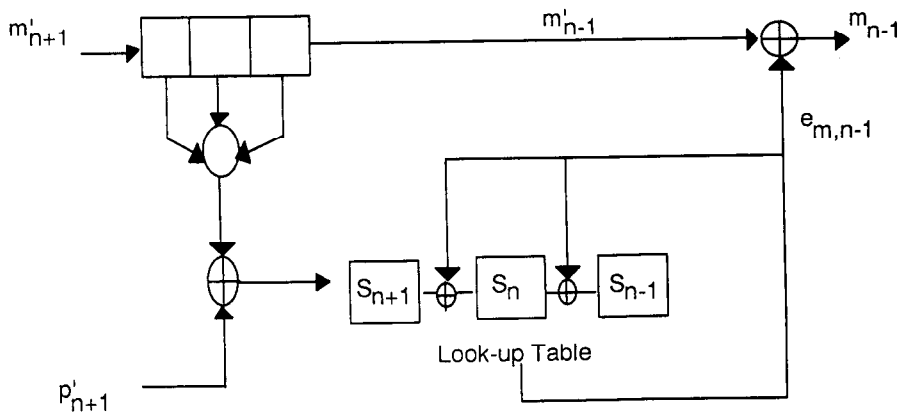 m'n+1
m'n-1
mn-1
em,n-1
Sn+1
Sn
Sn-1
Look-up Table
p'n+1